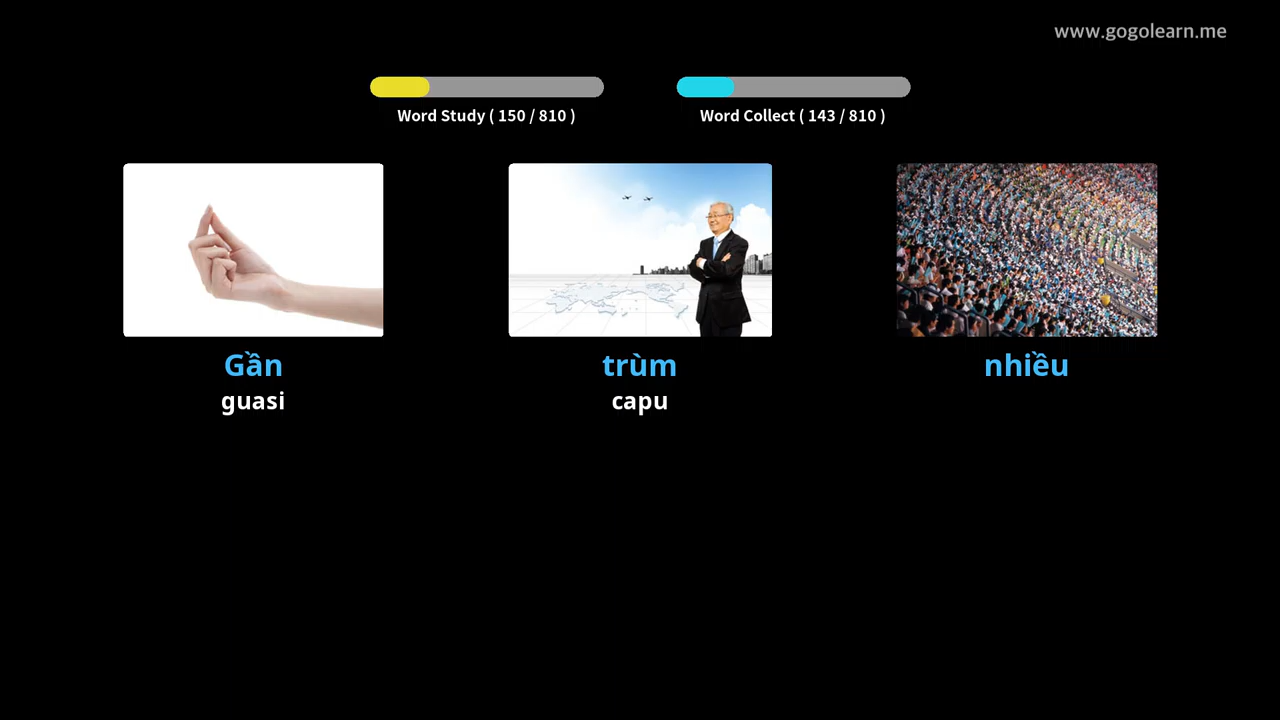 www.gogolearn.me
Word Study ( 150 / 810 )
Word Collect ( 143 / 810 )
Gần
guasi
trùm
capu
nhiều